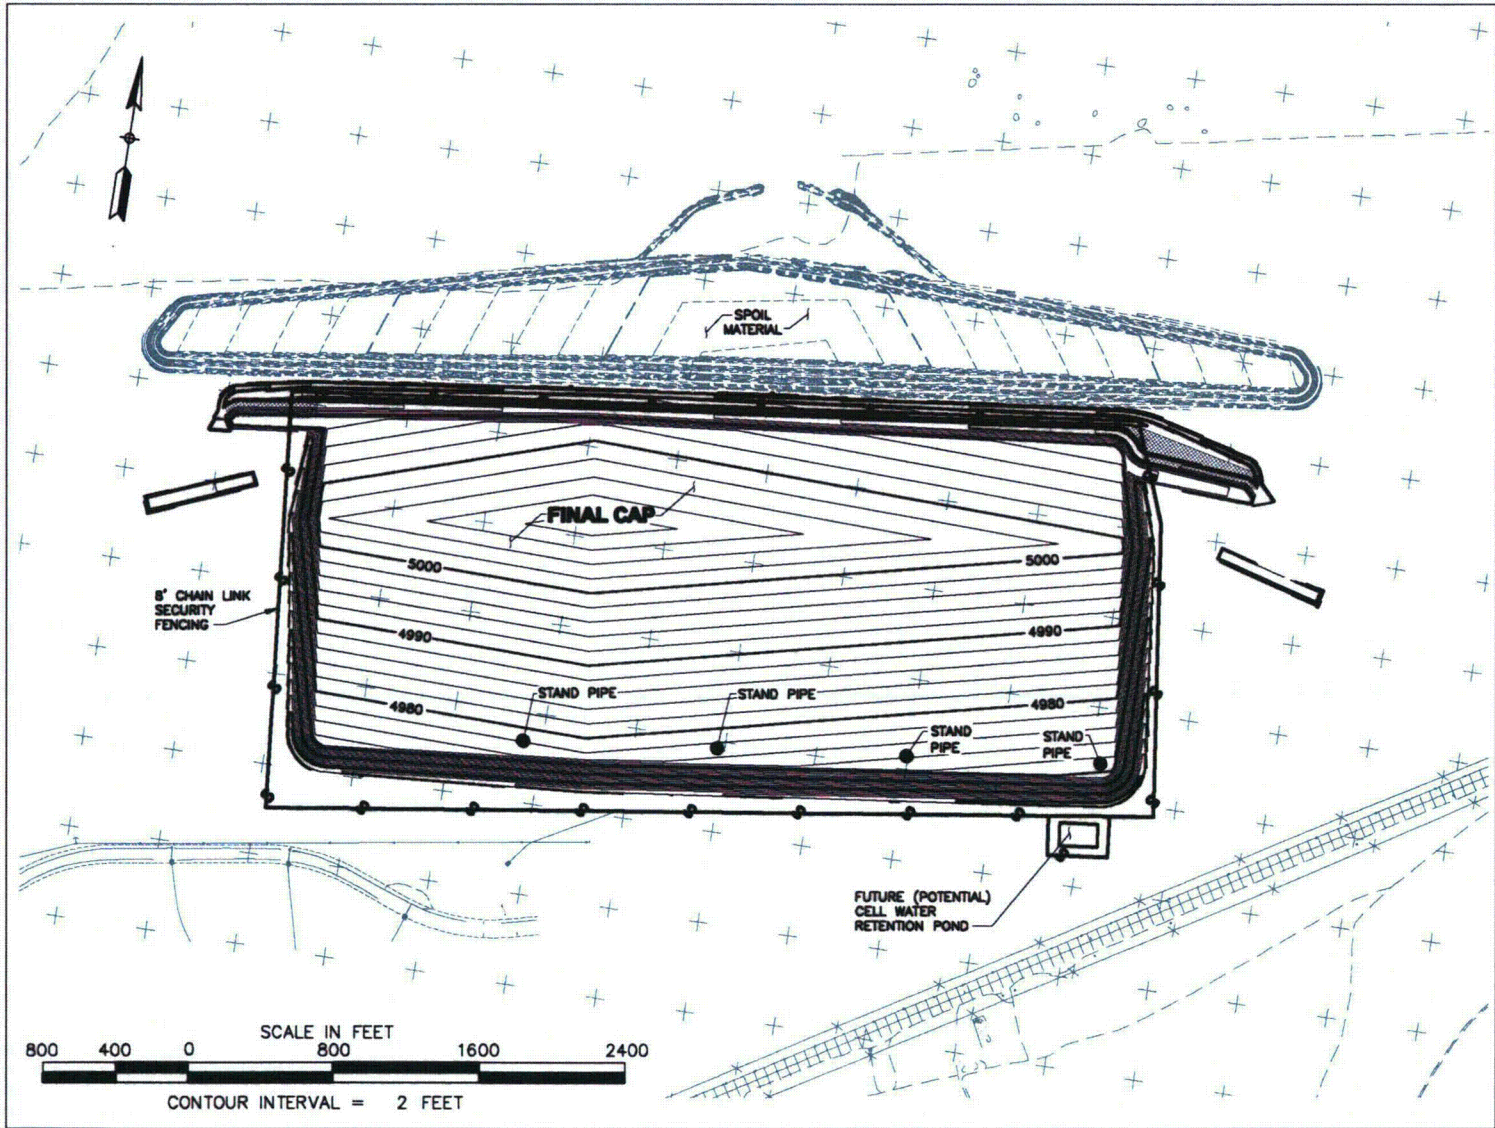 SPOIL
MATERIAL
FINAL CAP
5000
5000
8' CHAIN LINK
SECURITY
FENCING
4990
4990
STAND PIPE
STAND PIPE
4980
4980
STAND
PIPE
STAND
PIPE
FUTURE (POTENTIAL)
CELL WATER
RETENTION POND
SCALE IN FEET
800 400 0 800 1600 2400
CONTOUR INTERVAL = 2 FEET